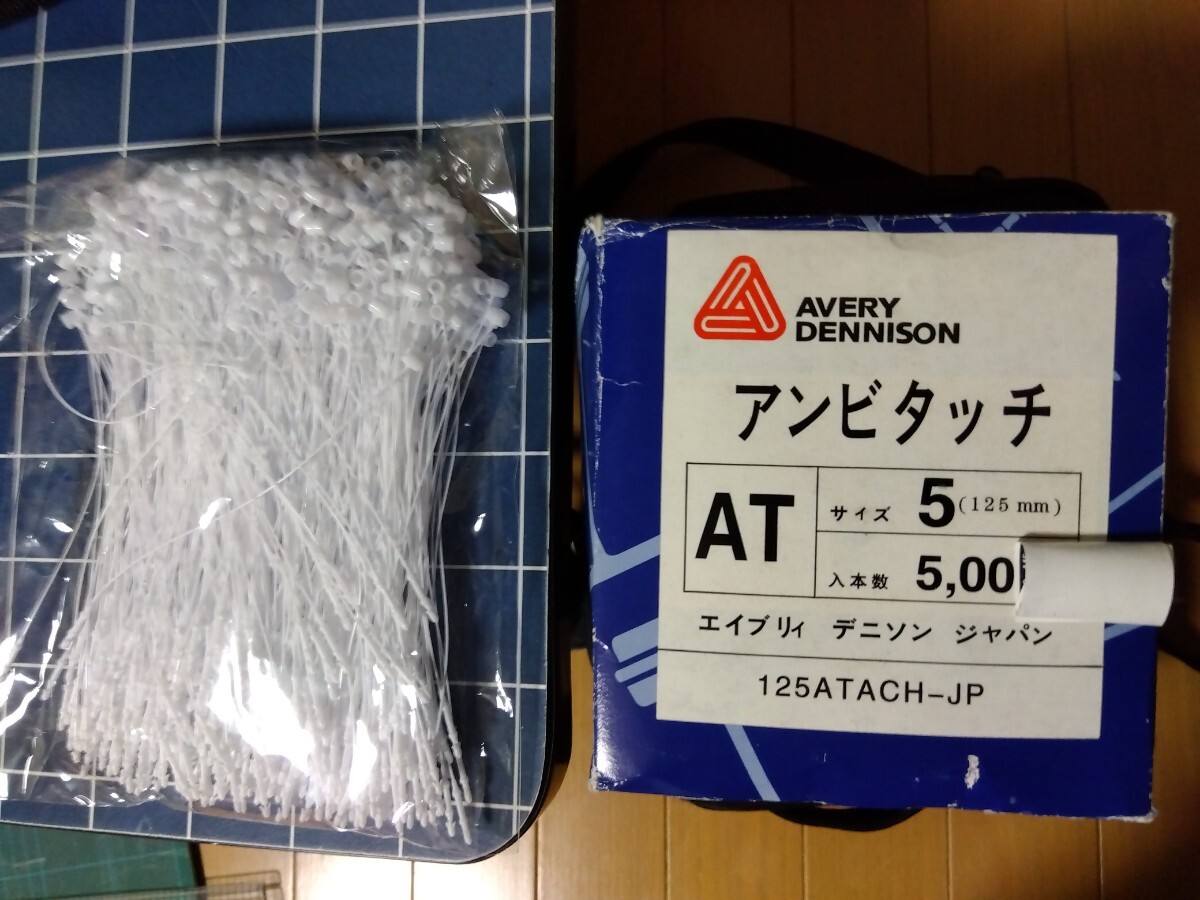 AVERY
DENNISON
アンビタッチ
AT
サイズ 5 (125 mm)
入本数 5,00
エイブリィ デニソン ジャパン
125ATACH-JP